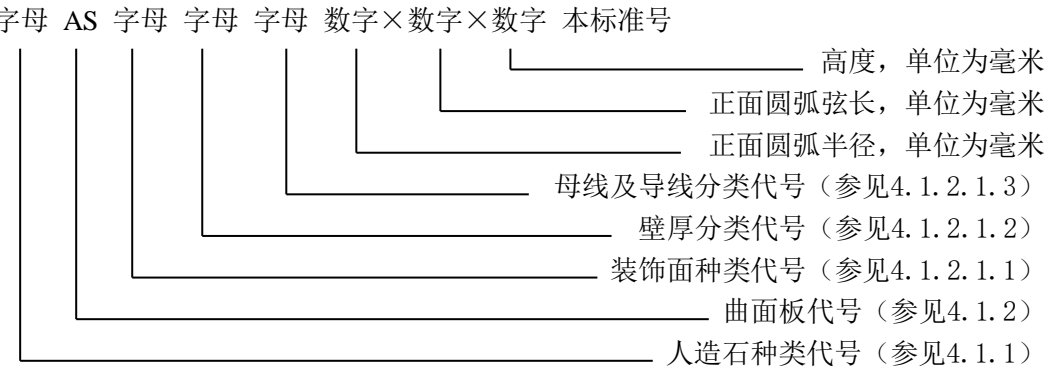 字母 AS 字母 字母 字母 数字×数字×数字 本标准号
高度，单位为毫米
正面圆弧弦长，单位为毫米
正面圆弧半径，单位为毫米
母线及导线分类代号（参见4.1.2.1.3）
壁厚分类代号（参见4.1.2.1.2）
装饰面种类代号（参见4.1.2.1.1）
曲面板代号（参见4.1.2）
人造石种类代号（参见4.1.1）